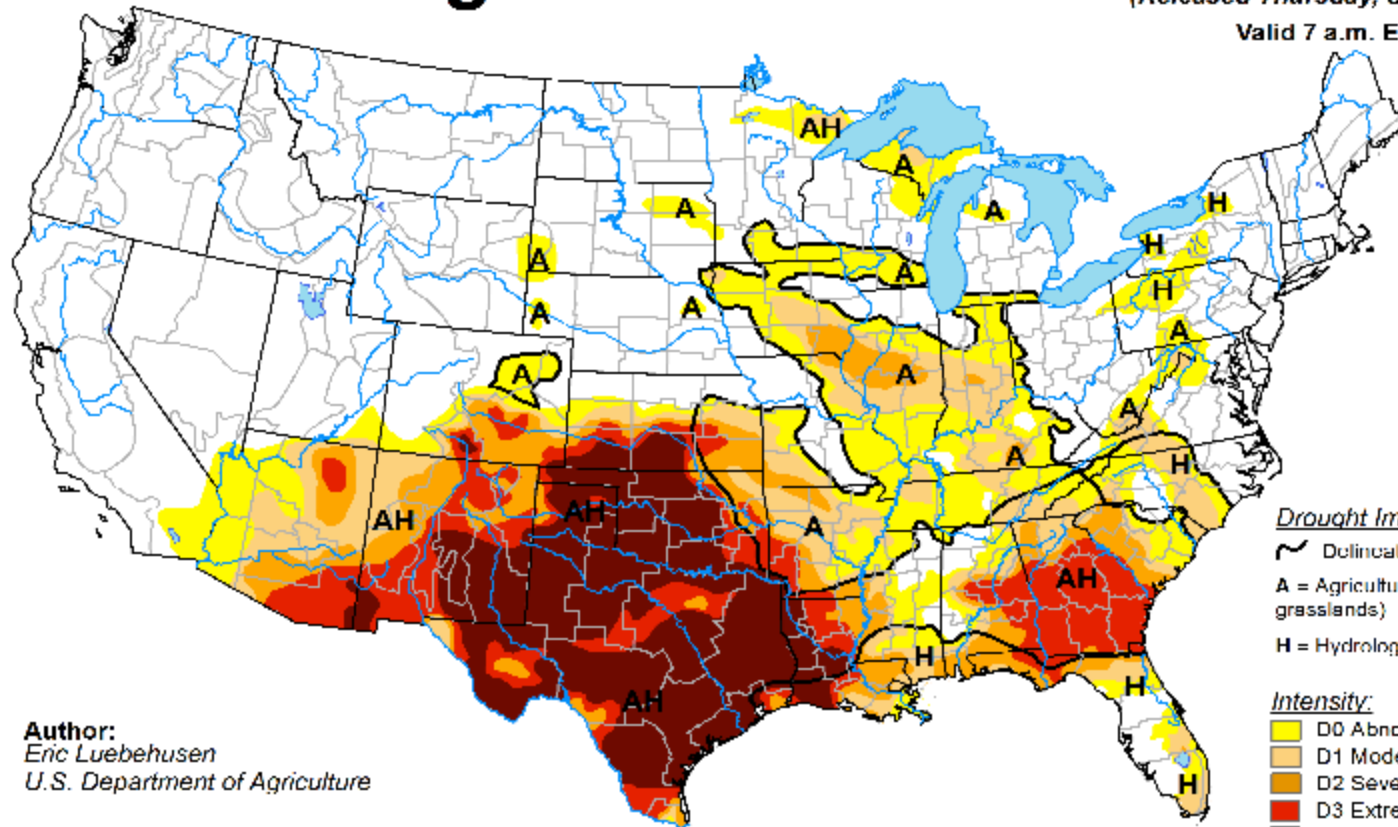 Valid 7 a.m. E
AH
A
A
A
H
A
H
A
H
A
A
A
A
A
A
A
H
AH
AH
A
AH
H
H
AH
H
Drought Im
Delineat
A = Agricultu
grasslands)
H = Hydrolog
Intensity:
D0 Abno
D1 Mode
D2 Seve
D3 Extre
Author:
Eric Luebehusen
U.S. Department of Agriculture